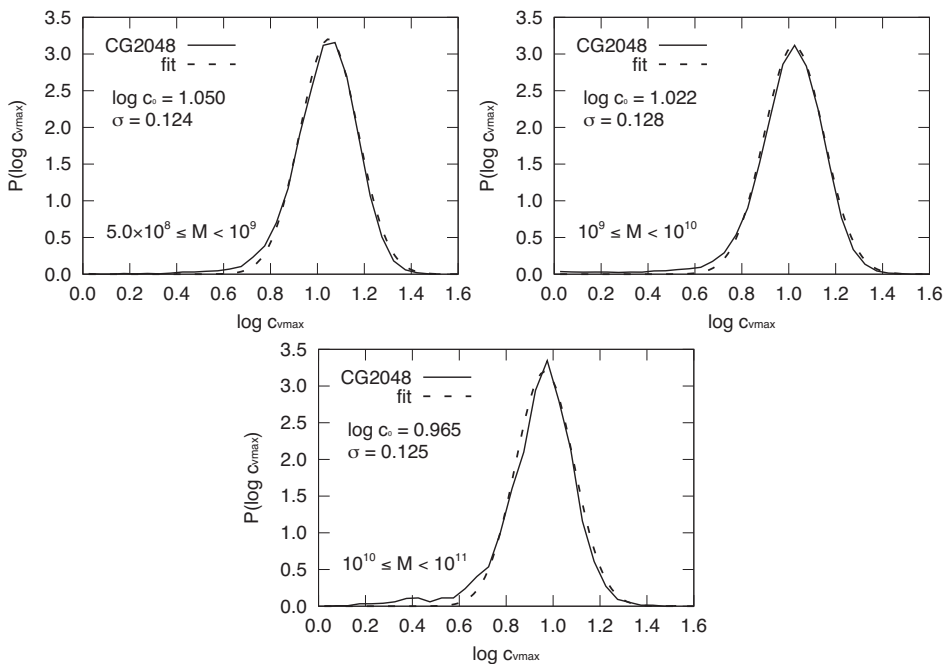 P(log cvmax)
3.5
3.0
2.5
2.0
1.5
1.0
0.5
0.0
CG2048
fit
log c₀ = 1.050
σ = 0.124
5.0×10⁸ ≤ M < 10⁹
0.0 0.2 0.4 0.6 0.8 1.0 1.2 1.4 1.6
log cvmax
P(log cvmax)
3.5
3.0
2.5
2.0
1.5
1.0
0.5
0.0
CG2048
fit
log c₀ = 1.022
σ = 0.128
10⁹ ≤ M < 10¹⁰
0.0 0.2 0.4 0.6 0.8 1.0 1.2 1.4 1.6
log cvmax
P(log cvmax)
3.5
3.0
2.5
2.0
1.5
1.0
0.5
0.0
CG2048
fit
log c₀ = 0.965
σ = 0.125
10¹⁰ ≤ M < 10¹¹
0.0 0.2 0.4 0.6 0.8 1.0 1.2 1.4 1.6
log cvmax